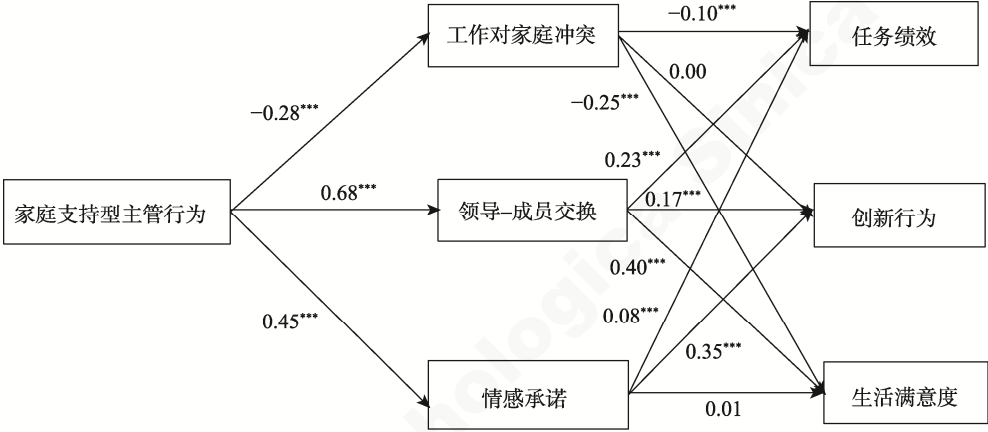 工作对家庭冲突
−0.10***
任务绩效
0.00
−0.25***
−0.28***
0.23***
家庭支持型主管行为
0.68***
领导–成员交换
0.17***
创新行为
0.40***
0.45***
0.08***
0.35***
情感承诺
0.01
生活满意度